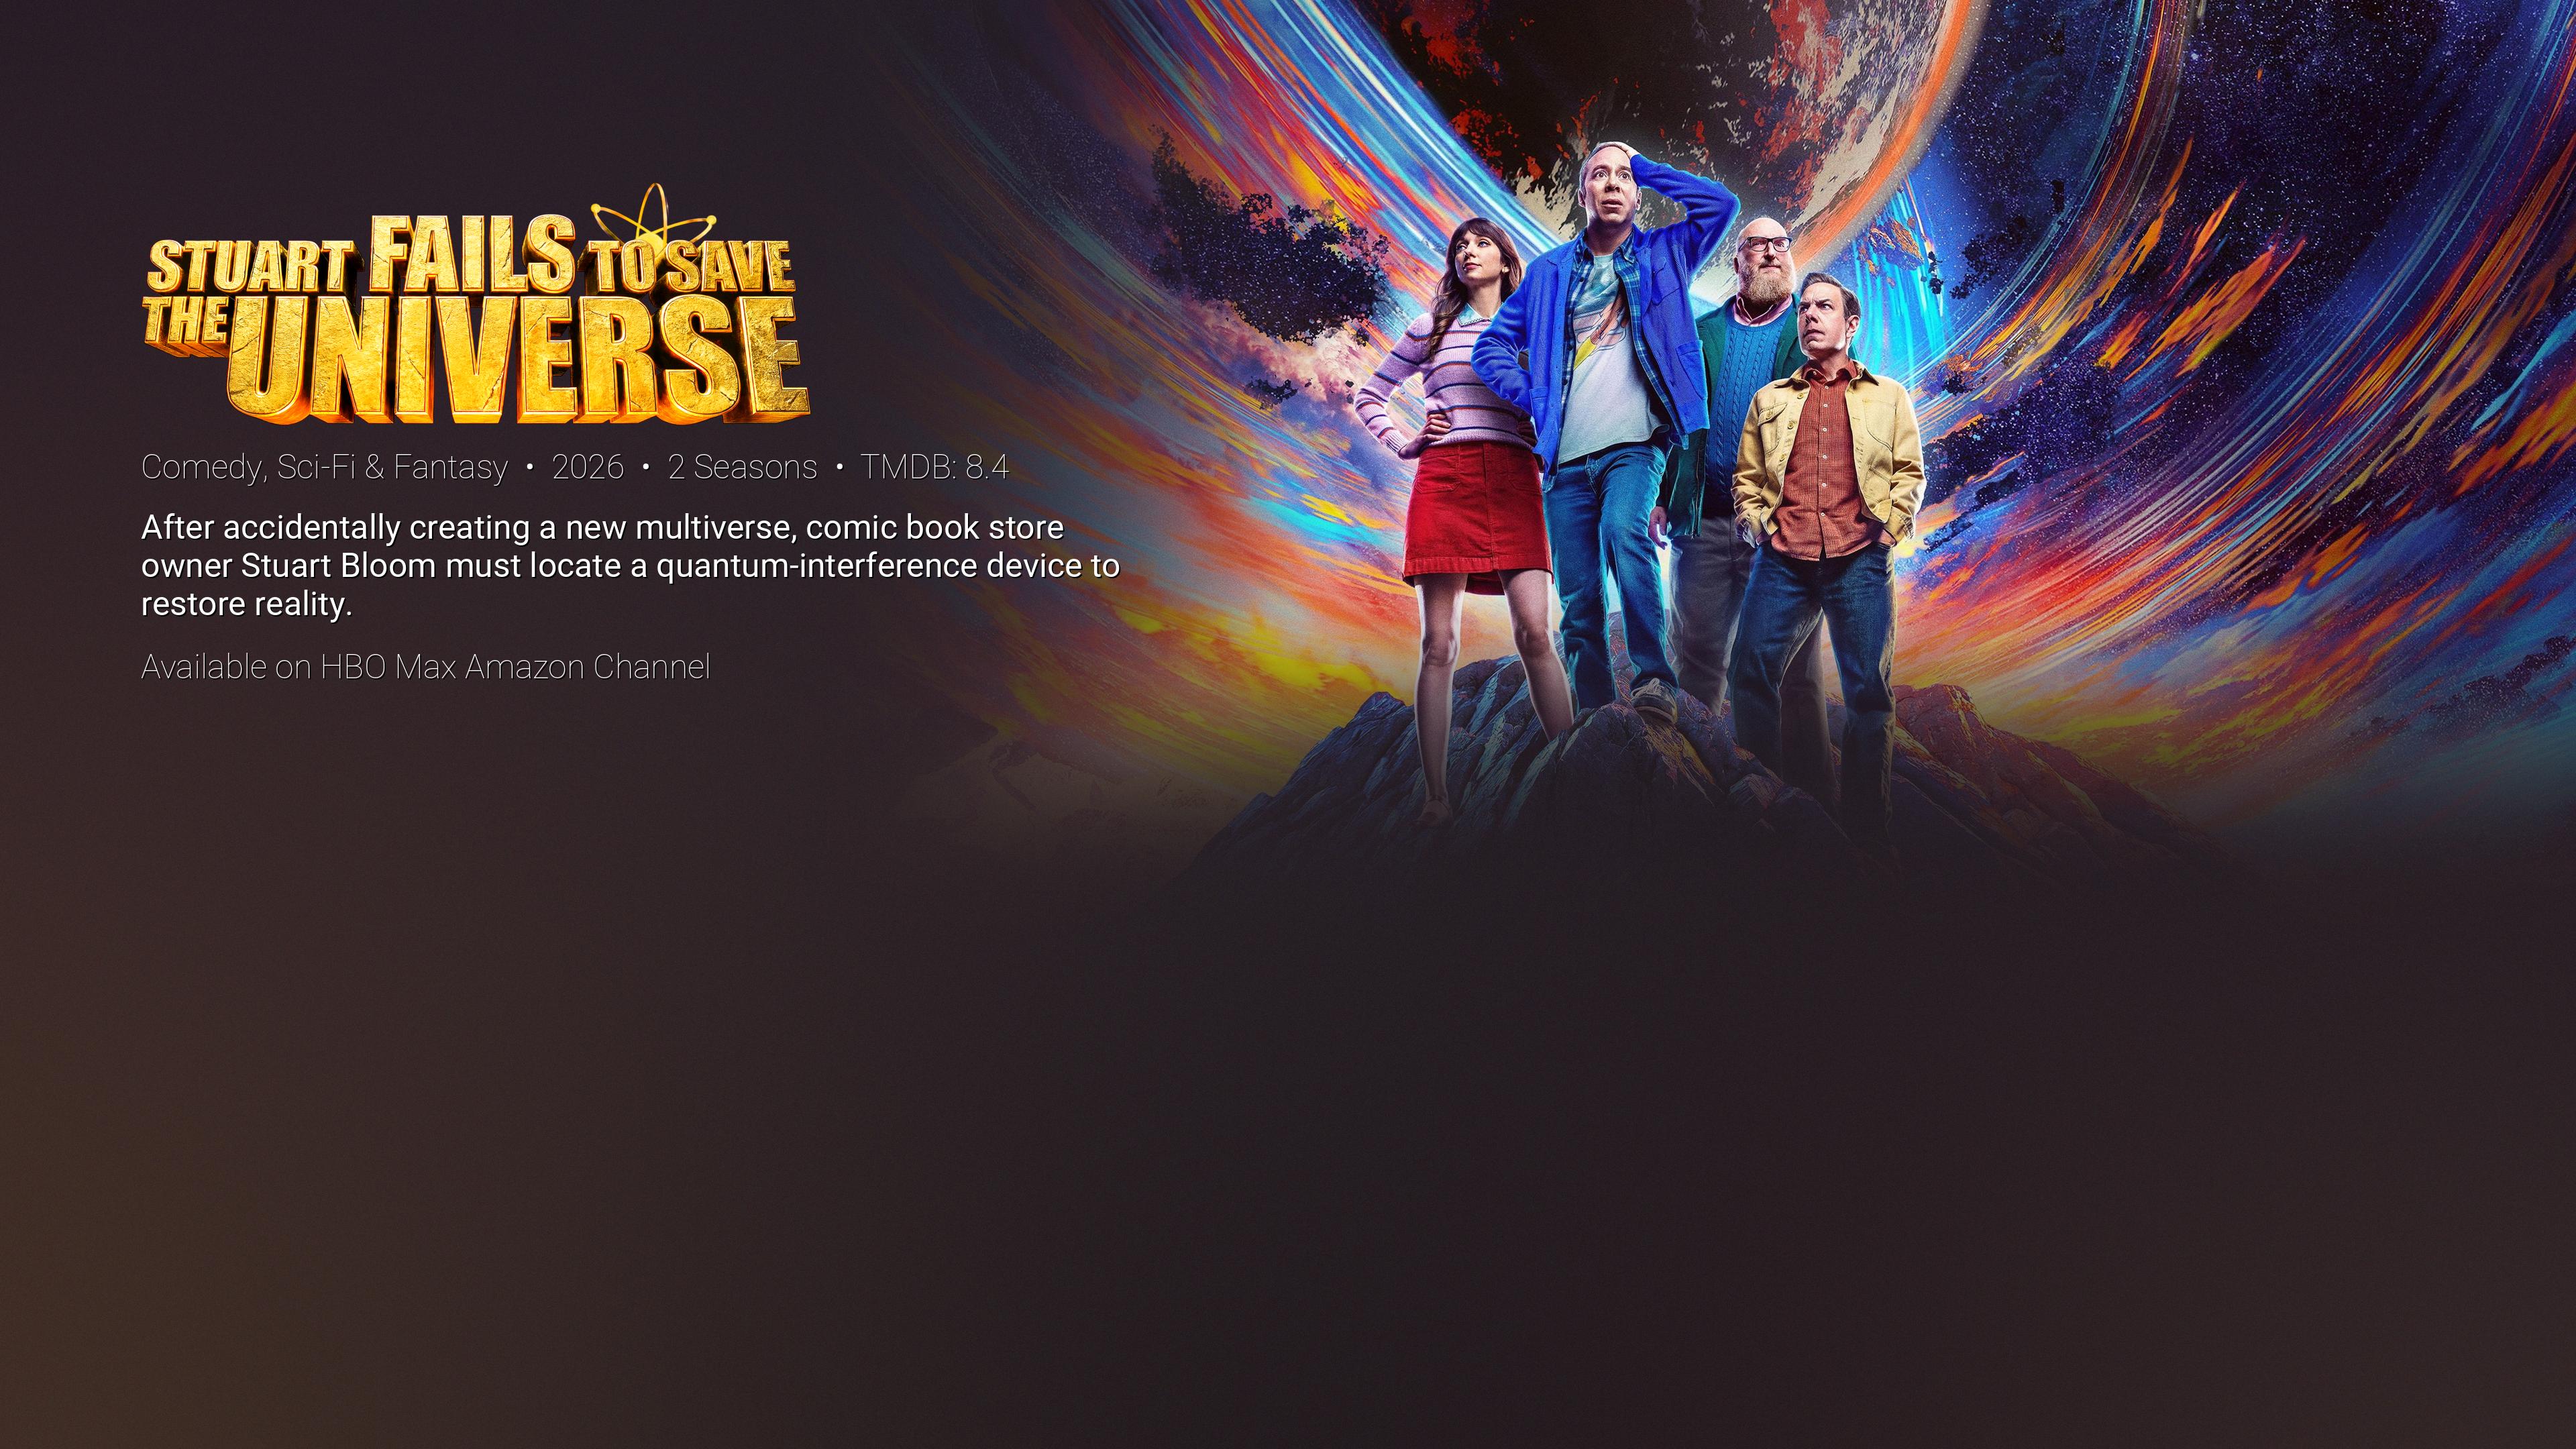 STUART FAILS TO SAVE
THE UNIVERSE
Comedy, Sci-Fi & Fantasy • 2026 • 2 Seasons • TMDB: 8.4
After accidentally creating a new multiverse, comic book store
owner Stuart Bloom must locate a quantum-interference device to
restore reality.
Available on HBO Max Amazon Channel